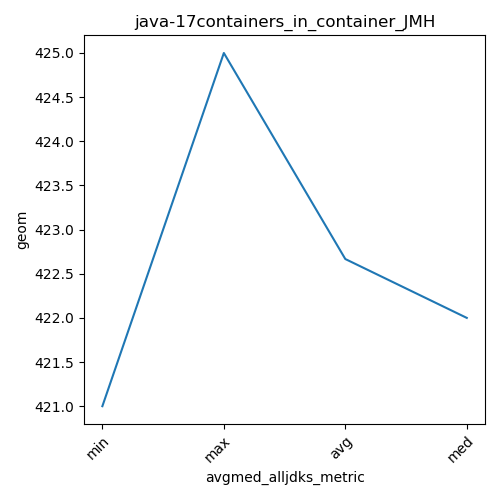 java-17containers_in_container_JMH
geom
425.0
424.5
424.0
423.5
423.0
422.5
422.0
421.5
421.0
min
max
avg
med
avgmed_alljdks_metric